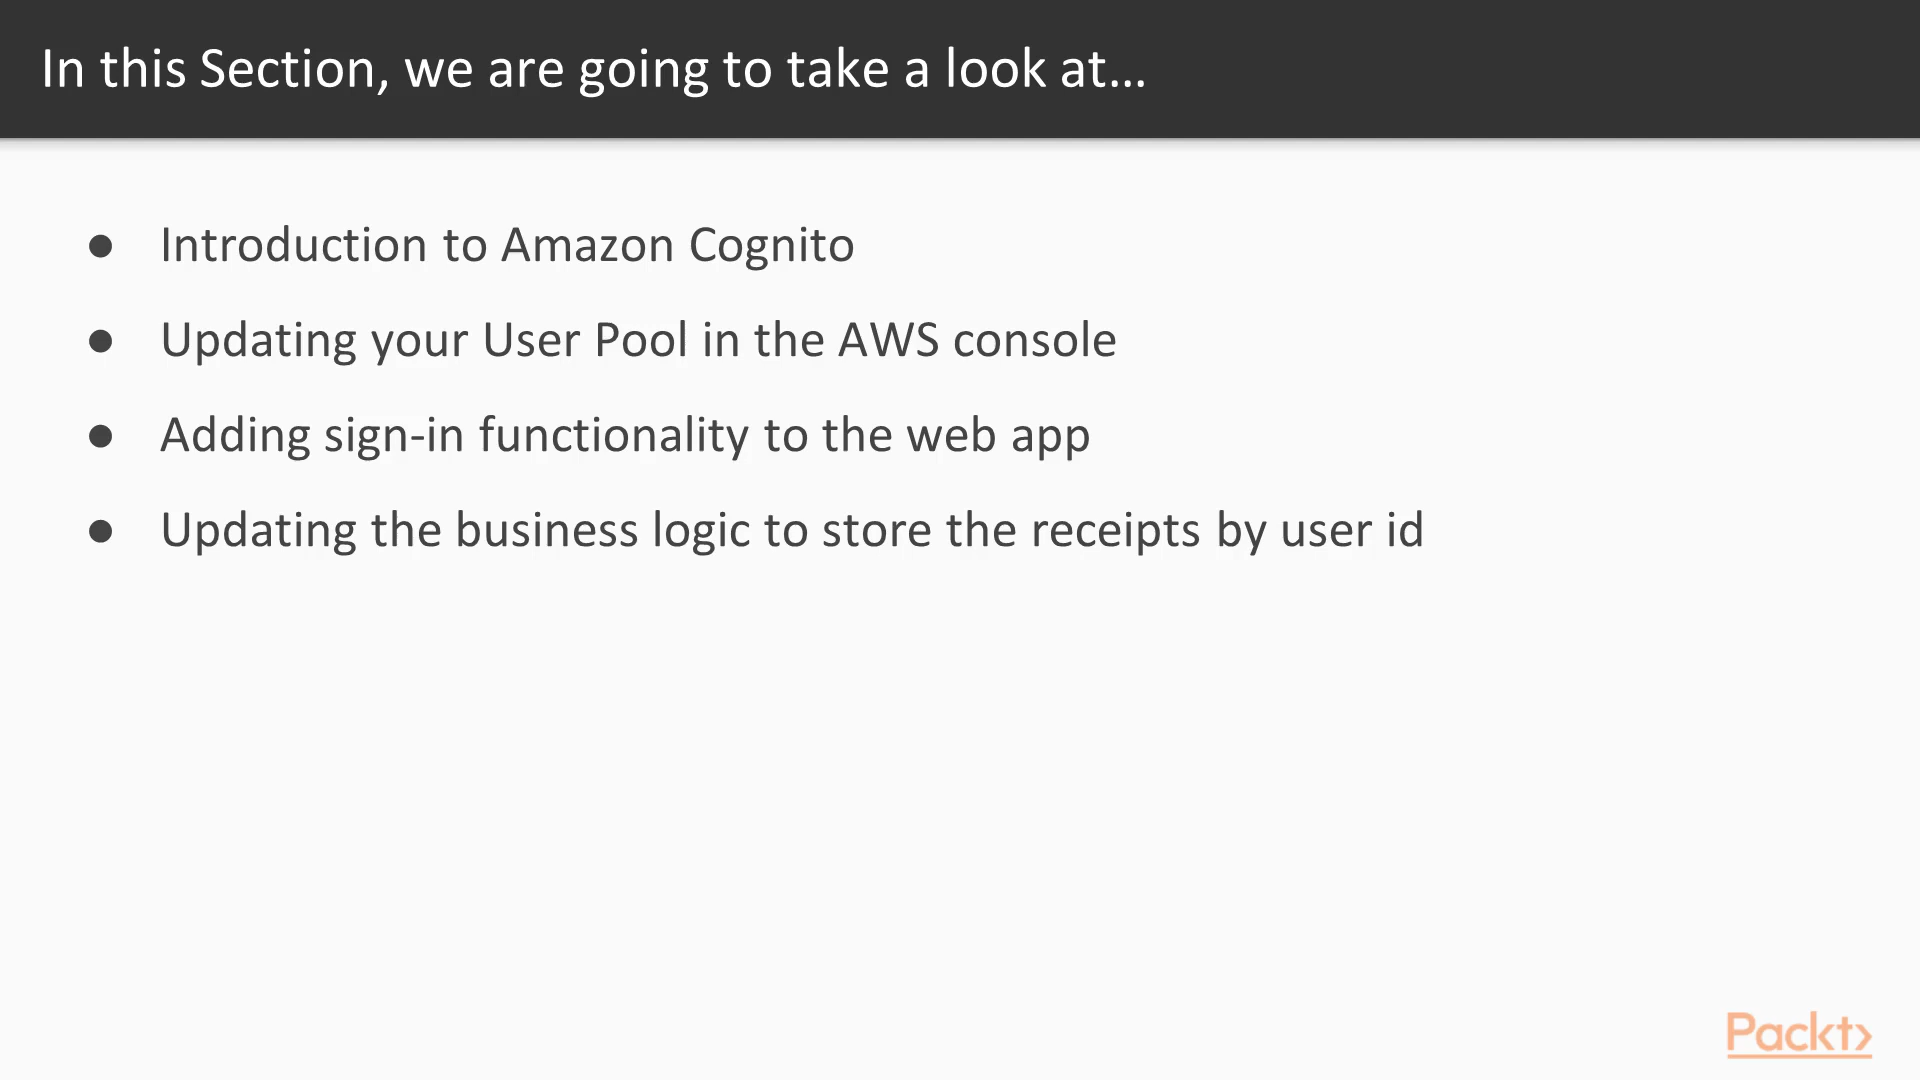 In this Section, we are going to take a look at...
● Introduction to Amazon Cognito
● Updating your User Pool in the AWS console
● Adding sign-in functionality to the web app
● Updating the business logic to store the receipts by user id
Packt>